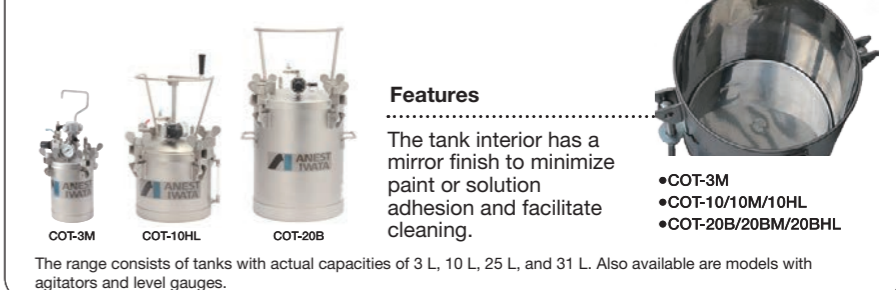 ANEST
IWATA
ANEST
IWATA
ANEST
IWATA
COT-3M
COT-10HL
COT-20B
Features
The tank interior has a
mirror finish to minimize
paint or solution
adhesion and facilitate
cleaning.
●COT-3M
●COT-10/10M/10HL
●COT-20B/20BM/20BHL
The range consists of tanks with actual capacities of 3 L, 10 L, 25 L, and 31 L. Also available are models with
agitators and level gauges.